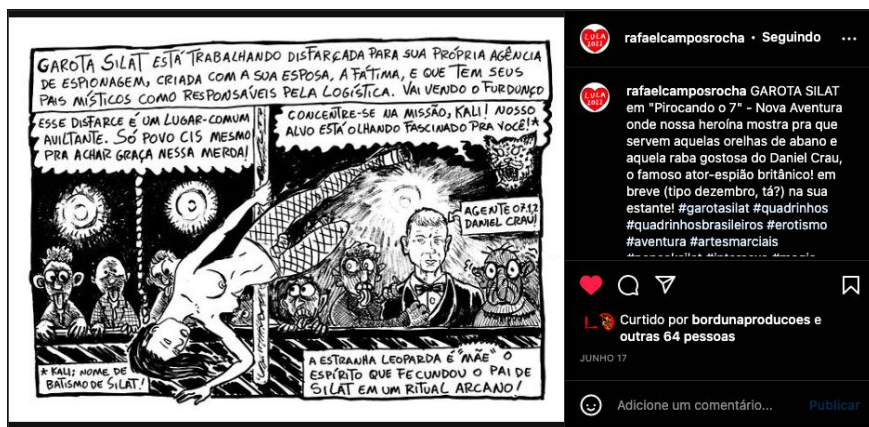 GAROTA SILAT ESTÁ TRABALHANDO DISFARÇADA PARA SUA PRÓPRIA AGÊNCIA
DE ESPIONAGEM, CRIADA COM A SUA ESPOSA, A FÁTIMA, E QUE TEM SEUS
PAIS MÍSTICOS COMO RESPONSÁVEIS PELA LOGÍSTICA. VAI VENDO O FURDUNÇO
ESSE DISFARCE É UM LUGAR-COMUM
AVILTANTE. SÓ POVO CIS MESMO
PRA ACHAR GRAÇA NESSA MERDA!
CONCENTRE-SE NA MISSÃO, KALI! NOSSO
ALVO ESTÁ OLHANDO FASCINADO PRA VOCÊ!*
AGENTE 07.12
DANIEL CRAU!
* KALI; NOME DE
BATISMO DE SILAT!
A ESTRANHA LEOPARDA É "MÃE" O
ESPÍRITO QUE FECUNDOU O PAI DE
SILAT EM UM RITUAL ARCANO!
LULA
2022
rafaelcamposrocha • Seguindo
LULA
2022
rafaelcamposrocha GAROTA SILAT
em "Pirocando o 7" - Nova Aventura
onde nossa heroína mostra pra que
servem aquelas orelhas de abano e
aquela raba gostosa do Daniel Crau,
o famoso ator-espião britânico! em
breve (tipo dezembro, tá?) na sua
estante! #garotasilat #quadrinhos
#quadrinhosbrasileiros #erotismo
#aventura #artesmarciais
Curtido por bordunaproducoes e
outras 64 pessoas
JUNHO 17
Adicione um comentário...
Publicar